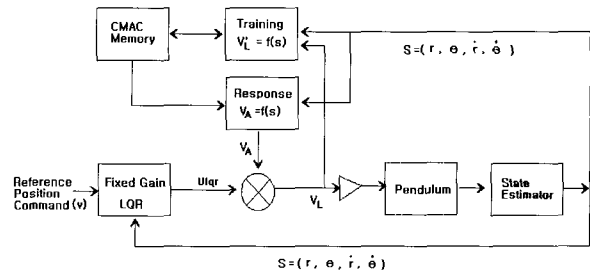 CMAC
Memory
Training
V*L = f(s)
S=(r, θ, ṙ, θ̇)
Response
VA=f(s)
VA
Reference
Position
Command(v)
Fixed Gain
LQR
Ulqr
VL
Pendulum
State
Estimator
S=(r, θ, ṙ, θ̇)